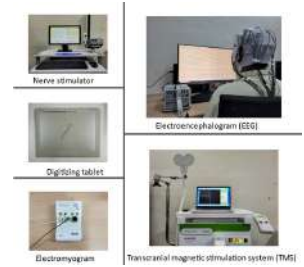 Nerve stimulator
Electroencephalogram (EEG)
Digitizing tablet
Electromyogram
Transcranial magnetic stimulation system (TMS)